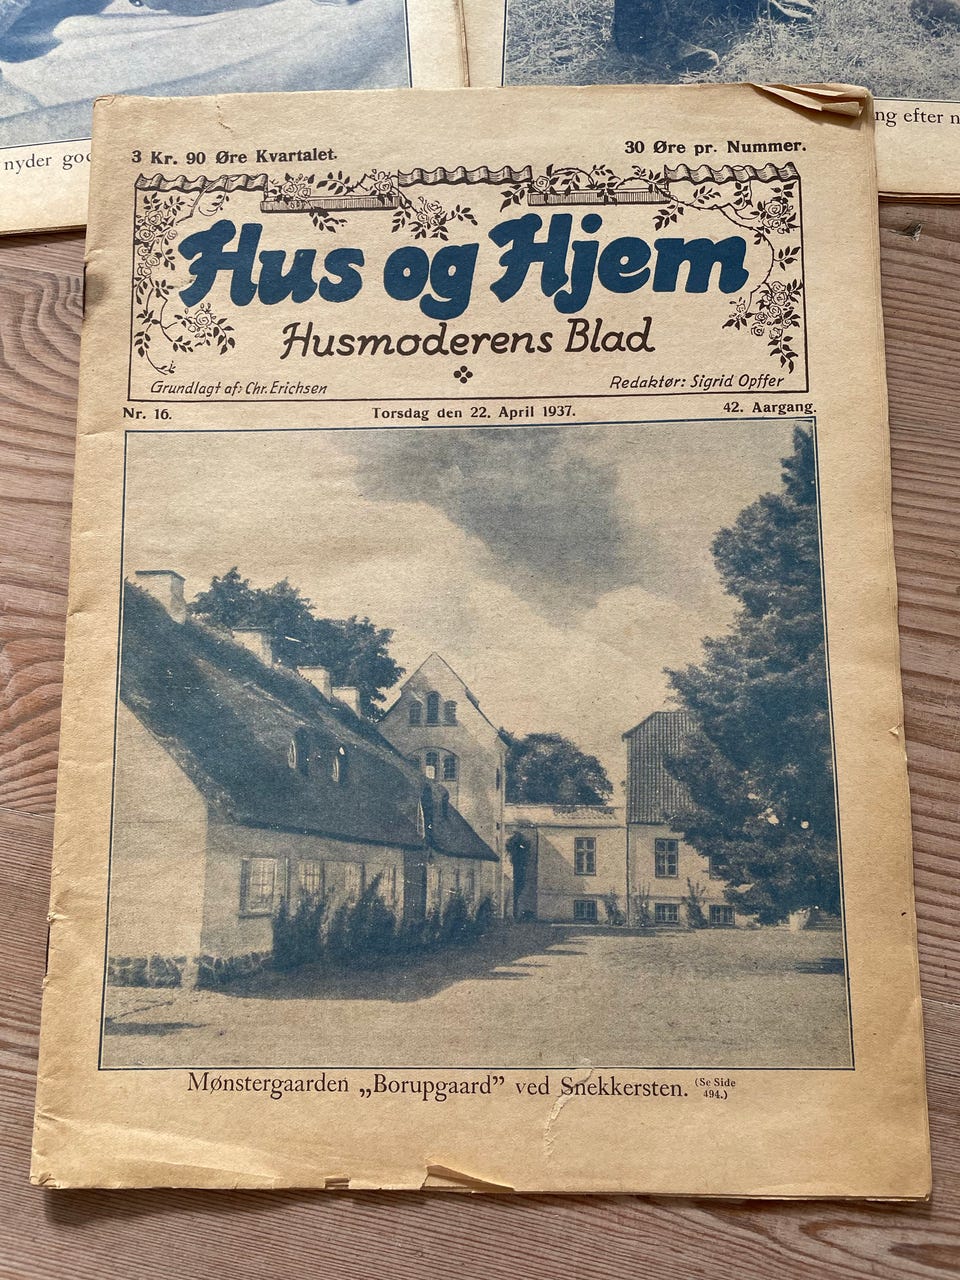 nyder
ng efter n
3 Kr. 90 Øre Kvartalet.
30 Øre pr. Nummer.
Hus og Hjem
Husmoderens Blad
Grundlagt af: Chr. Erichsen
Redaktør: Sigrid Opffer
Nr. 16.
Torsdag den 22. April 1937.
42. Aargang.
Mønstergaarden „Borupgaard” ved Snekkersten. (Se Side
494.)